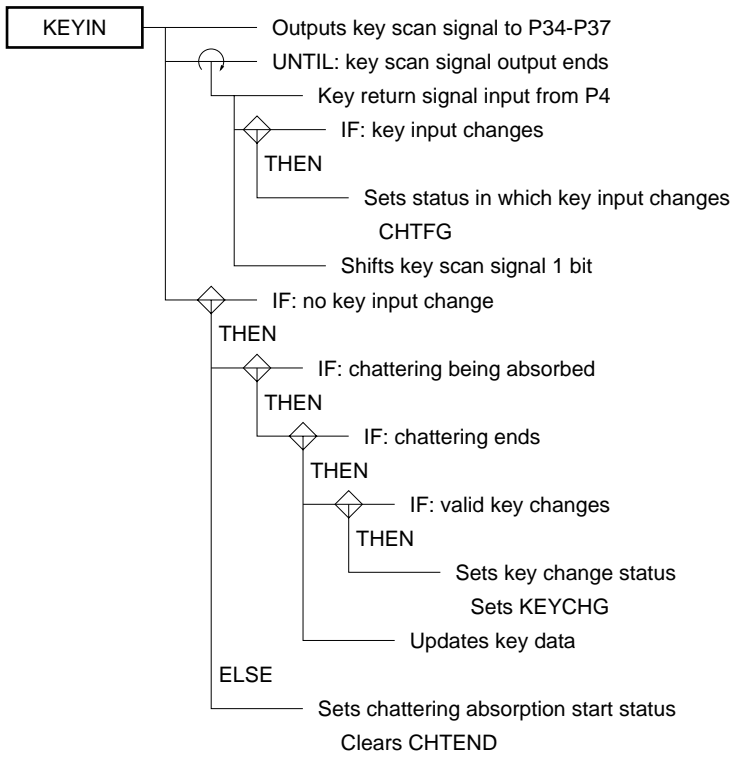 KEYIN
Outputs key scan signal to P34-P37
UNTIL: key scan signal output ends
Key return signal input from P4
IF: key input changes
THEN
Sets status in which key input changes
CHTFG
Shifts key scan signal 1 bit
IF: no key input change
THEN
IF: chattering being absorbed
THEN
IF: chattering ends
THEN
IF: valid key changes
THEN
Sets key change status
Sets KEYCHG
Updates key data
ELSE
Sets chattering absorption start status
Clears CHTEND